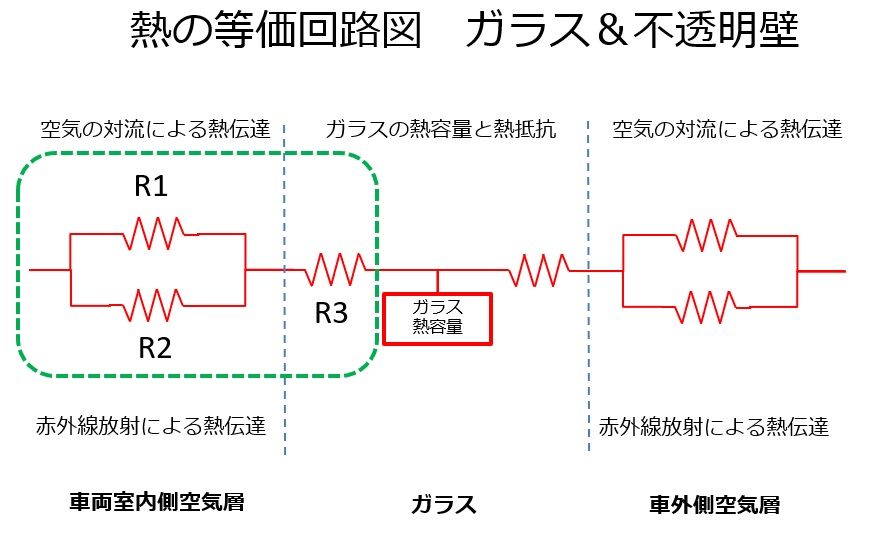 熱の等価回路図　ガラス＆不透明壁
空気の対流による熱伝達
ガラスの熱容量と熱抵抗
空気の対流による熱伝達
R1
R2
R3
ガラス
熱容量
赤外線放射による熱伝達
赤外線放射による熱伝達
車両室内側空気層
ガラス
車外側空気層